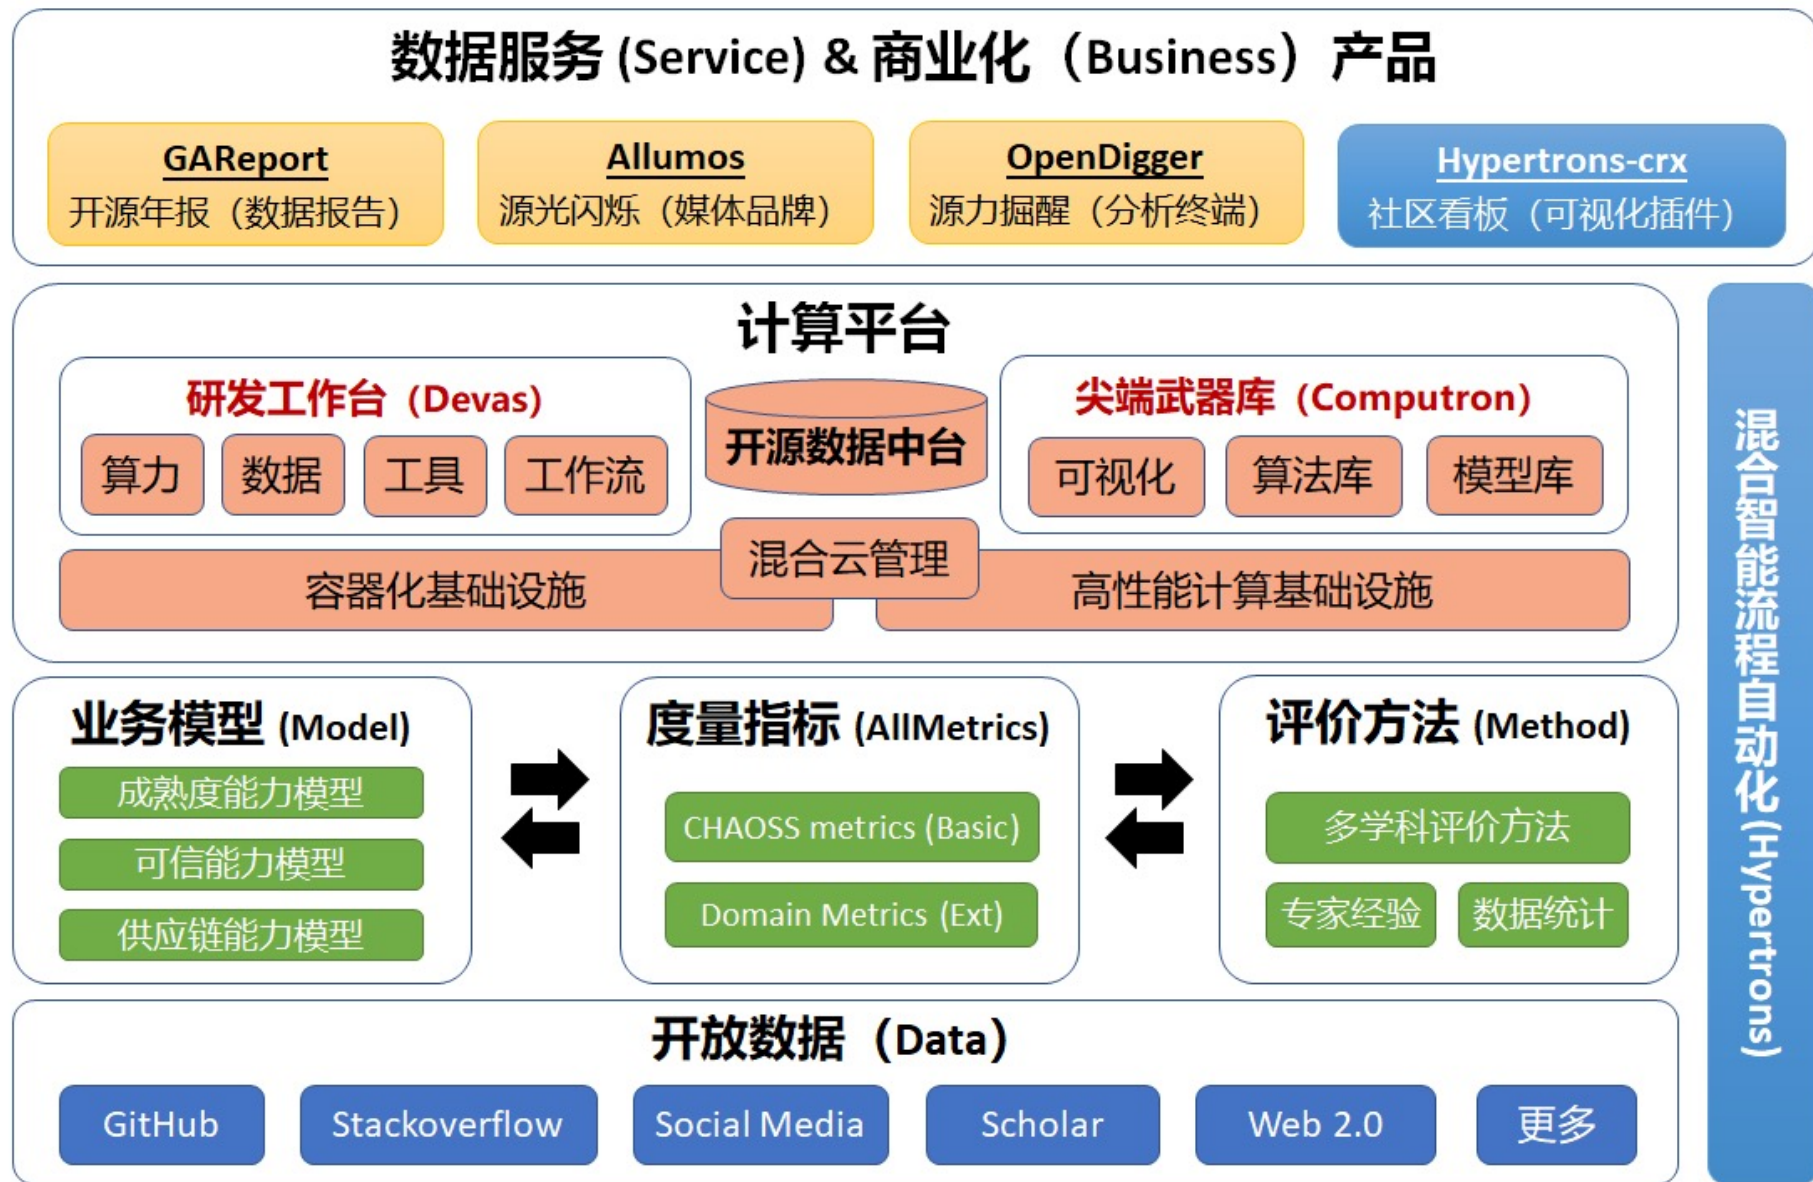 数据服务 (Service) & 商业化（Business）产品
GAReport
开源年报（数据报告）
Allumos
源光闪烁（媒体品牌）
OpenDigger
源力掘醒（分析终端）
Hypertrons-crx
社区看板（可视化插件）
计算平台
研发工作台（Devas）
算力
数据
工具
工作流
开源数据中台
尖端武器库（Computron）
可视化
算法库
模型库
容器化基础设施
混合云管理
高性能计算基础设施
混合智能流程自动化(Hypertrons)
业务模型 (Model)
成熟度能力模型
可信能力模型
供应链能力模型
度量指标 (AllMetrics)
CHAOSS metrics (Basic)
Domain Metrics (Ext)
评价方法 (Method)
多学科评价方法
专家经验
数据统计
开放数据（Data）
GitHub
Stackoverflow
Social Media
Scholar
Web 2.0
更多